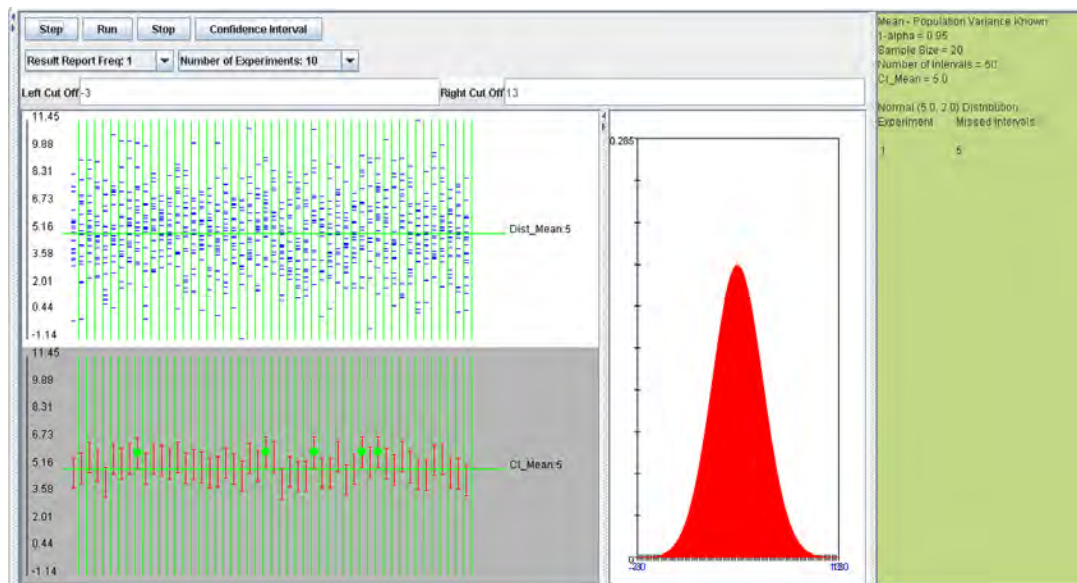 Step Run Stop Confidence Interval
Result Report Freq: 1 Number of Experiments: 10
Left Cut Off -3 Right Cut Off 13
11.45
9.88
8.31
6.73
5.16
3.58
2.01
0.44
-1.14
Dist_Mean:5
11.45
9.88
8.31
6.73
5.16
3.58
2.01
0.44
-1.14
CI_Mean:5
0.265
0
Mean - Population Variance Known
1-alpha = 0.95
Sample Size = 20
Number of Intervals = 50
CI_Mean = 5.0
Normal (5.0, 2.0) Distribution
Experiment Missed Intervals
1 5